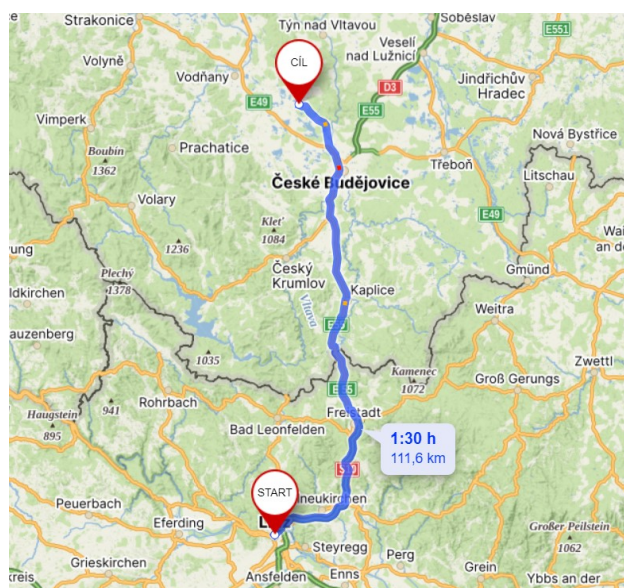 Strakonice
Týn nad Vltavou
Soběslav
E551
Volyně
CÍL
Veselí
nad Lužnicí
Vodňany
D3
Jindřichův
Hradec
E49
E55
Vimperk
Nová Bystřice
Boubín
1362
Prachatice
Třeboň
Litschau
České Budějovice
Volary
Kleť
1084
E49
1236
Český
Krumlov
Gmünd
Plechý
1378
Kaplice
Vltava
Weitra
1035
Kamenec
1072
Zwettl
Rohrbach
Groß Gerungs
Haugstein
895
941
Freistadt
Bad Leonfelden
1:30 h
111,6 km
START
neukirchen
Peuerbach
Eferding
Steyregg
Perg
Großer Peilstein
1062
Grieskirchen
Ansfelden
Enns
Grein
Ybbs an der